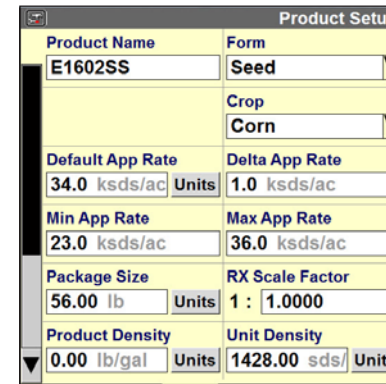 Product Setu
Product Name Form
E1602SS Seed
Crop
Corn
Default App Rate Delta App Rate
34.0 ksds/ac Units 1.0 ksds/ac
Min App Rate Max App Rate
23.0 ksds/ac 36.0 ksds/ac
Package Size RX Scale Factor
56.00 lb Units 1 : 1.0000
Product Density Unit Density
0.00 lb/gal Units 1428.00 sds/ Unit